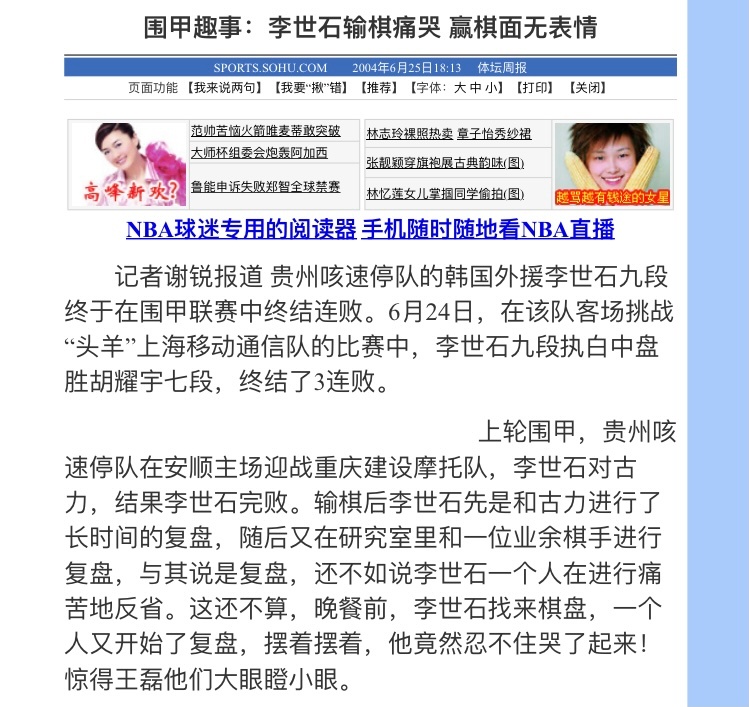 围甲趣事：李世石输棋痛哭 赢棋面无表情
SPORTS.SOHU.COM 2004年6月25日18:13 体坛周报
页面功能 【我来说两句】【我要“揪”错】【推荐】【字体：大 中 小】【打印】 【关闭】
高峰新欢?
范帅苦恼火箭唯麦蒂敢突破
大师杯组委会炮轰阿加西
鲁能申诉失败郑智全球禁赛
林志玲裸照热卖 章子怡秀纱裙
张靓颖穿旗袍展古典韵味(图)
林忆莲女儿掌掴同学偷拍(图)
越骂越有钱途的女星
NBA球迷专用的阅读器 手机随时随地看NBA直播
记者谢锐报道 贵州咳速停队的韩国外援李世石九段
终于在围甲联赛中终结连败。6月24日，在该队客场挑战
“头羊”上海移动通信队的比赛中，李世石九段执白中盘
胜胡耀宇七段，终结了3连败。
上轮围甲，贵州咳
速停队在安顺主场迎战重庆建设摩托队，李世石对古
力，结果李世石完败。输棋后李世石先是和古力进行了
长时间的复盘，随后又在研究室里和一位业余棋手进行
复盘，与其说是复盘，还不如说李世石一个人在进行痛
苦地反省。这还不算，晚餐前，李世石找来棋盘，一个
人又开始了复盘，摆着摆着，他竟然忍不住哭了起来！
惊得王磊他们大眼瞪小眼。